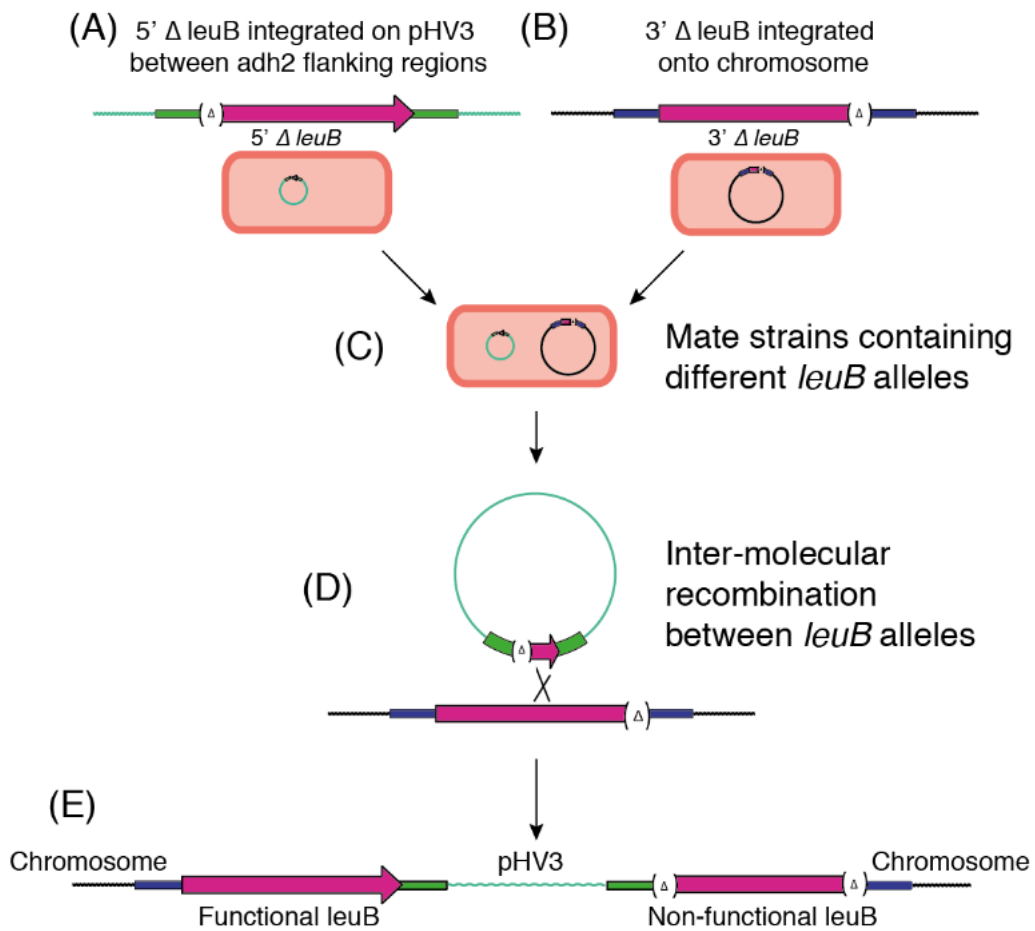 (A)
5' Δ leuB integrated on pHV3
between adh2 flanking regions
(Δ)
5' Δ leuB
(B)
3' Δ leuB integrated
onto chromosome
(Δ)
3' Δ leuB
(C)
Mate strains containing
different leuB alleles
(D)
Inter-molecular
recombination
between leuB alleles
(Δ)
(Δ)
(E)
Chromosome
pHV3
Chromosome
(Δ)
(Δ)
Functional leuB
Non-functional leuB